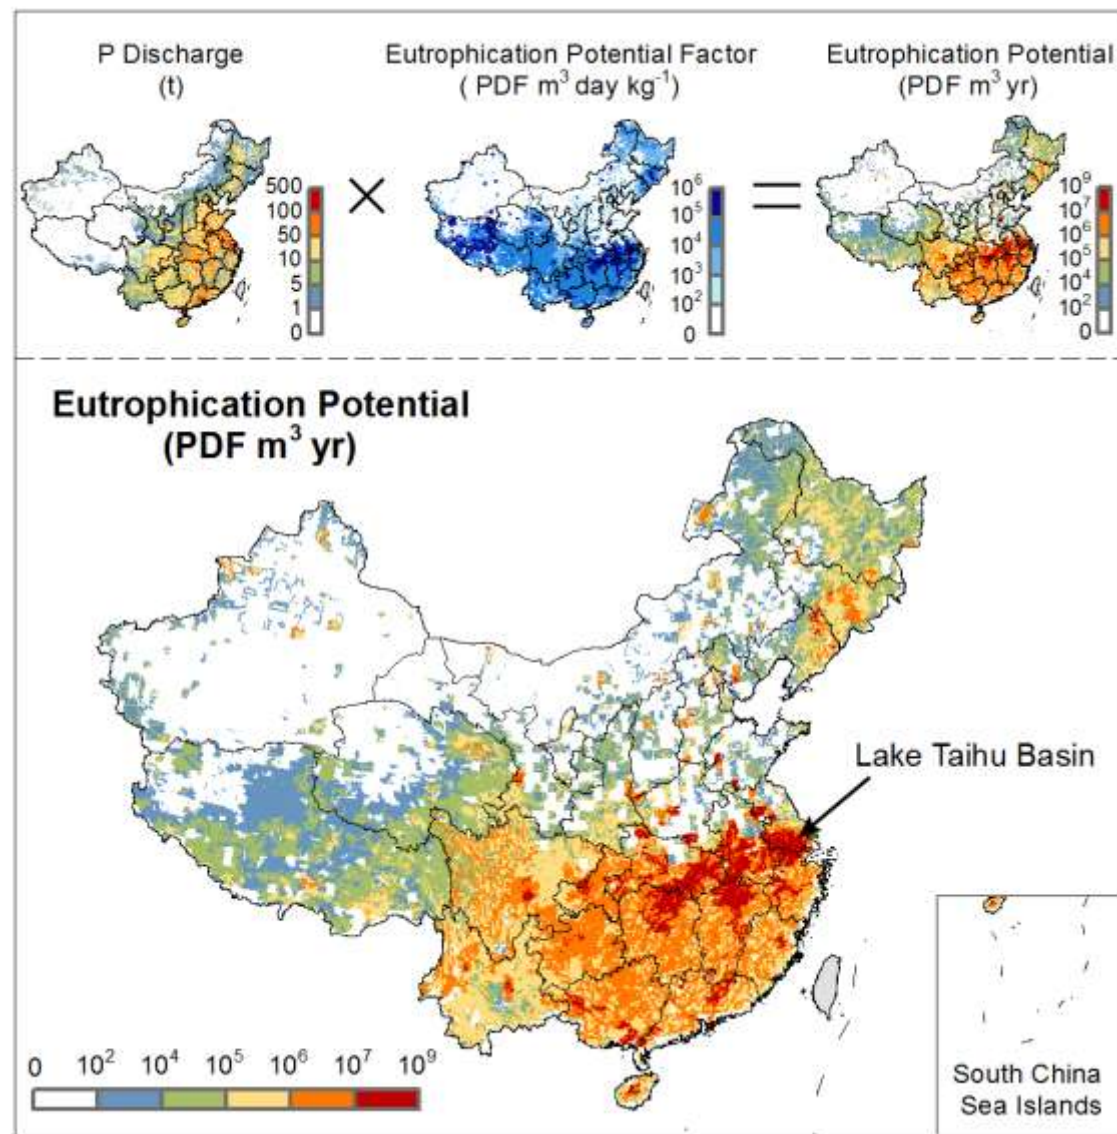 P Discharge
(t)
Eutrophication Potential Factor
( PDF m³ day kg⁻¹)
Eutrophication Potential
(PDF m³ yr)
500
100
50
10
5
1
0
×
10⁶
10⁵
10⁴
10³
10²
0
=
10⁹
10⁷
10⁶
10⁵
10⁴
10²
0
Eutrophication Potential
(PDF m³ yr)
Lake Taihu Basin
0 10² 10⁴ 10⁵ 10⁶ 10⁷ 10⁹
South China
Sea Islands